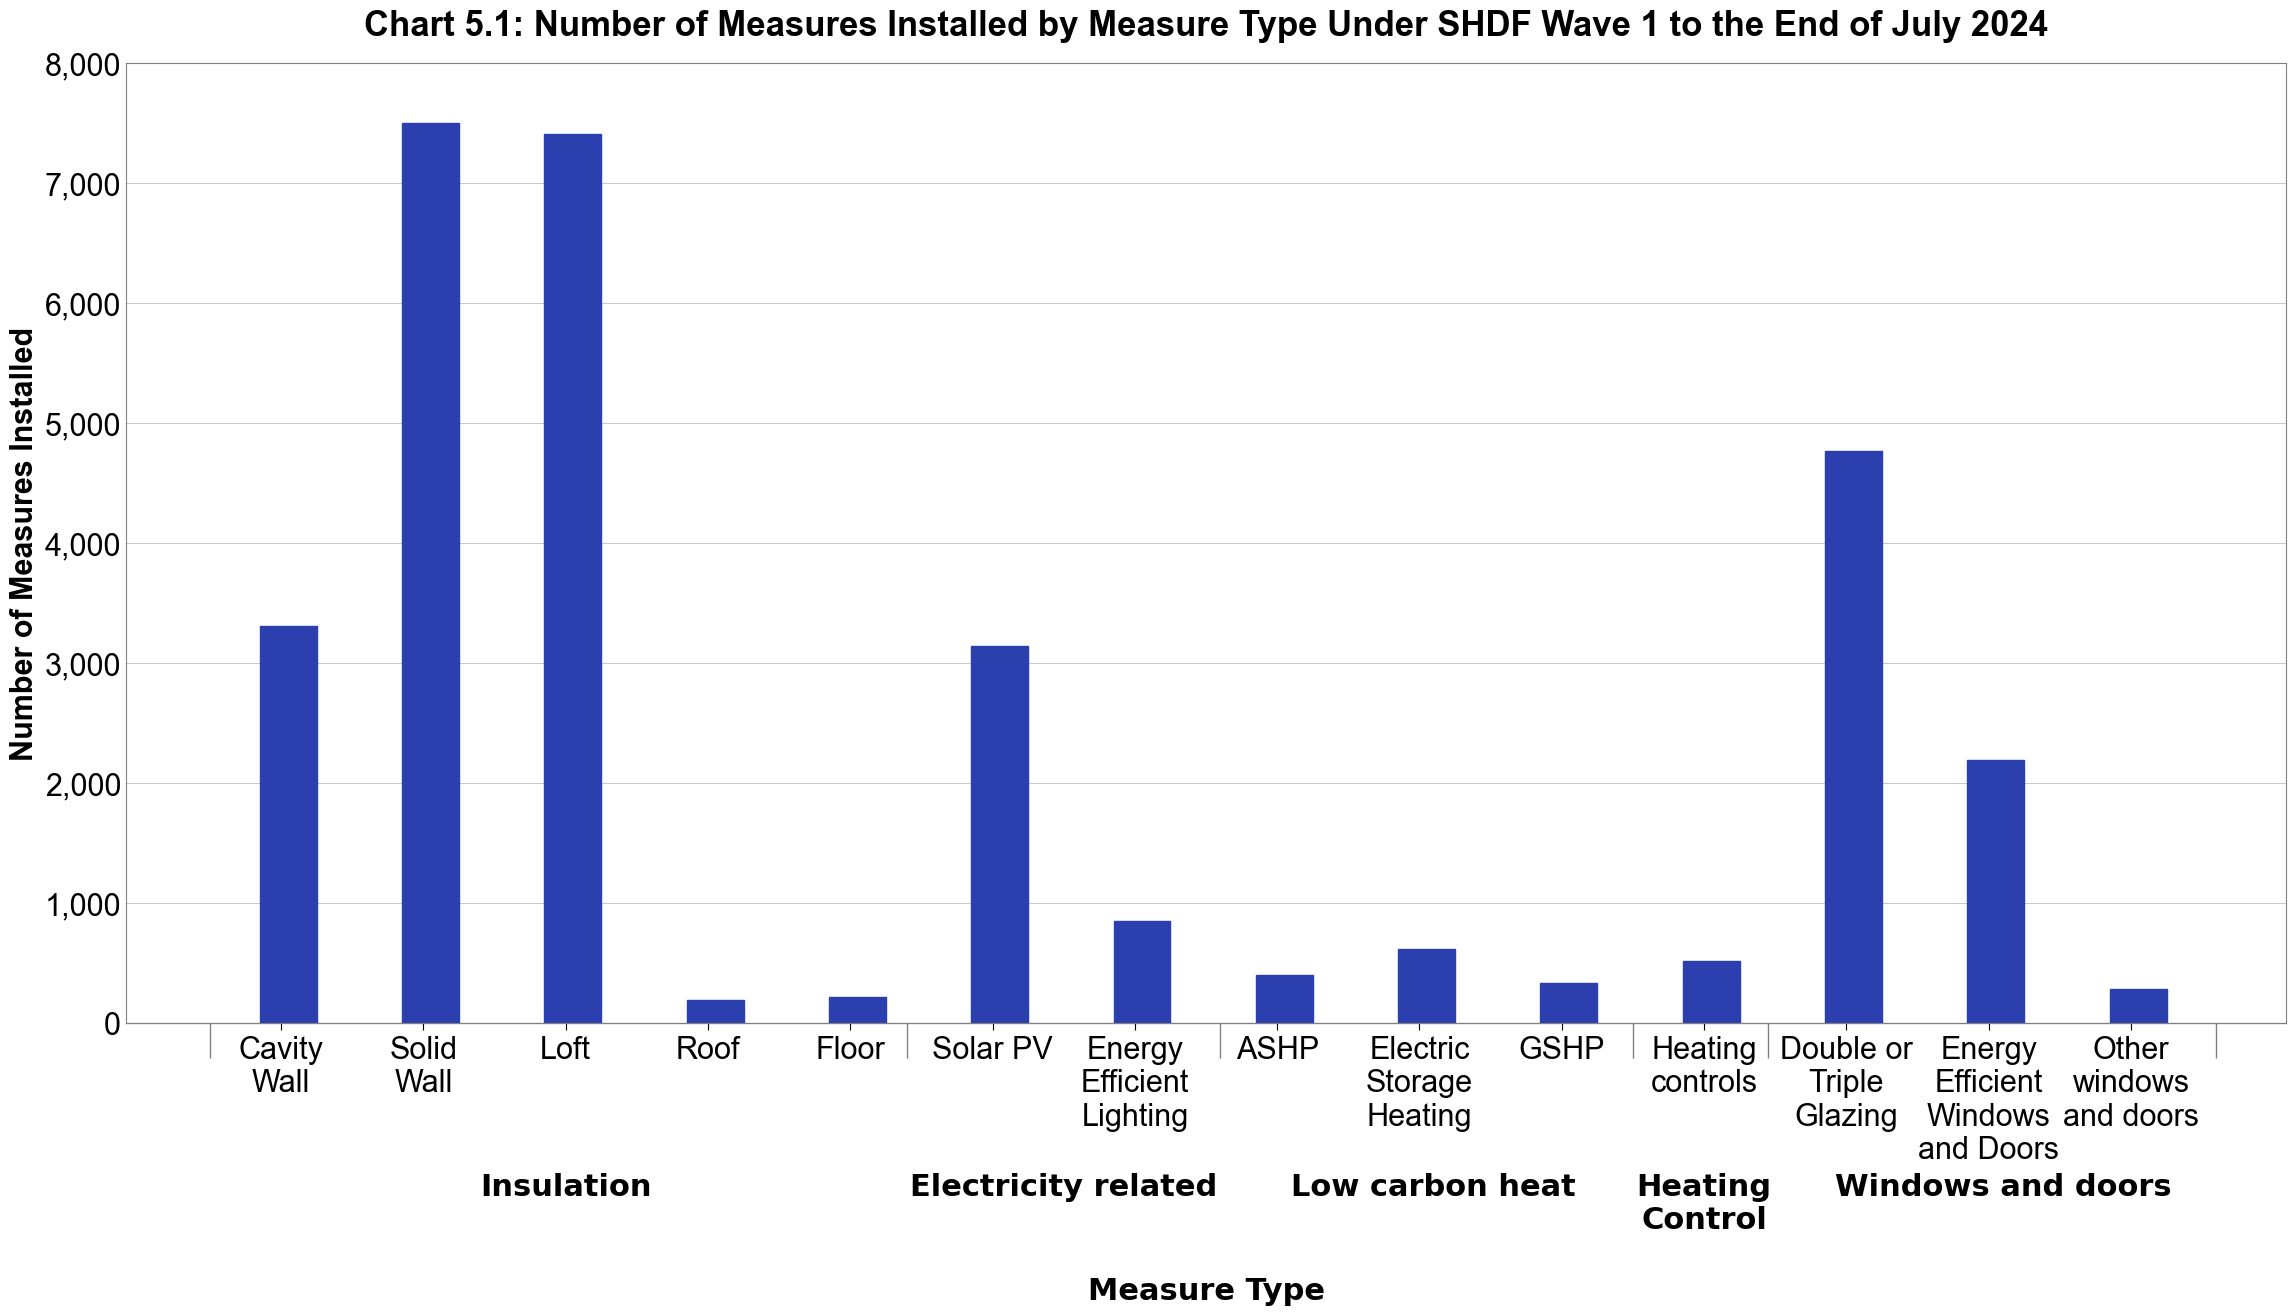 Chart 5.1: Number of Measures Installed by Measure Type Under SHDF Wave 1 to the End of July 2024
Number of Measures Installed
8,000
7,000
6,000
5,000
4,000
3,000
2,000
1,000
0
Cavity
Wall
Solid
Wall
Loft
Roof
Floor
Solar PV
Energy
Efficient
Lighting
ASHP
Electric
Storage
Heating
GSHP
Heating
controls
Double or
Triple
Glazing
Energy
Efficient
Windows
and Doors
Other
windows
and doors
Insulation
Electricity related
Low carbon heat
Heating
Control
Windows and doors
Measure Type